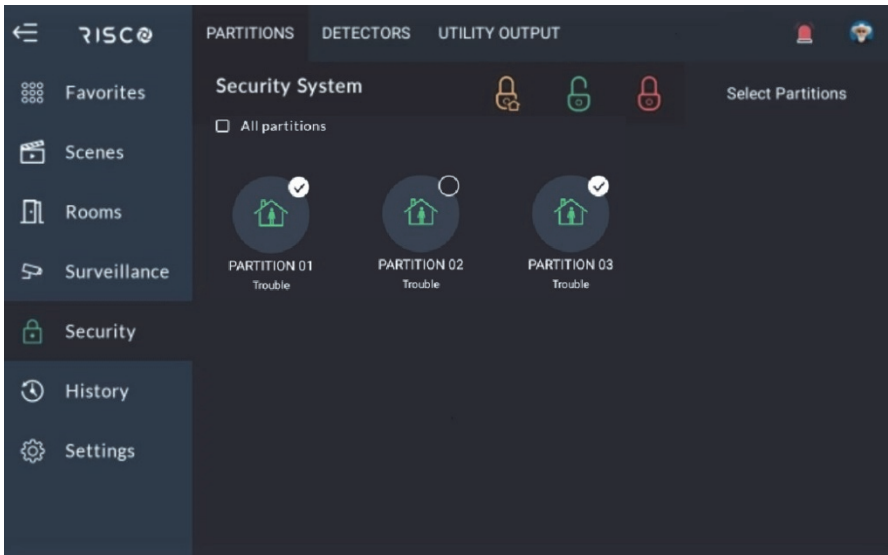 RISCO
PARTITIONS DETECTORS UTILITY OUTPUT
Favorites
Scenes
Rooms
Surveillance
Security
History
Settings
Security System
Select Partitions
All partitions
PARTITION 01
Trouble
PARTITION 02
Trouble
PARTITION 03
Trouble